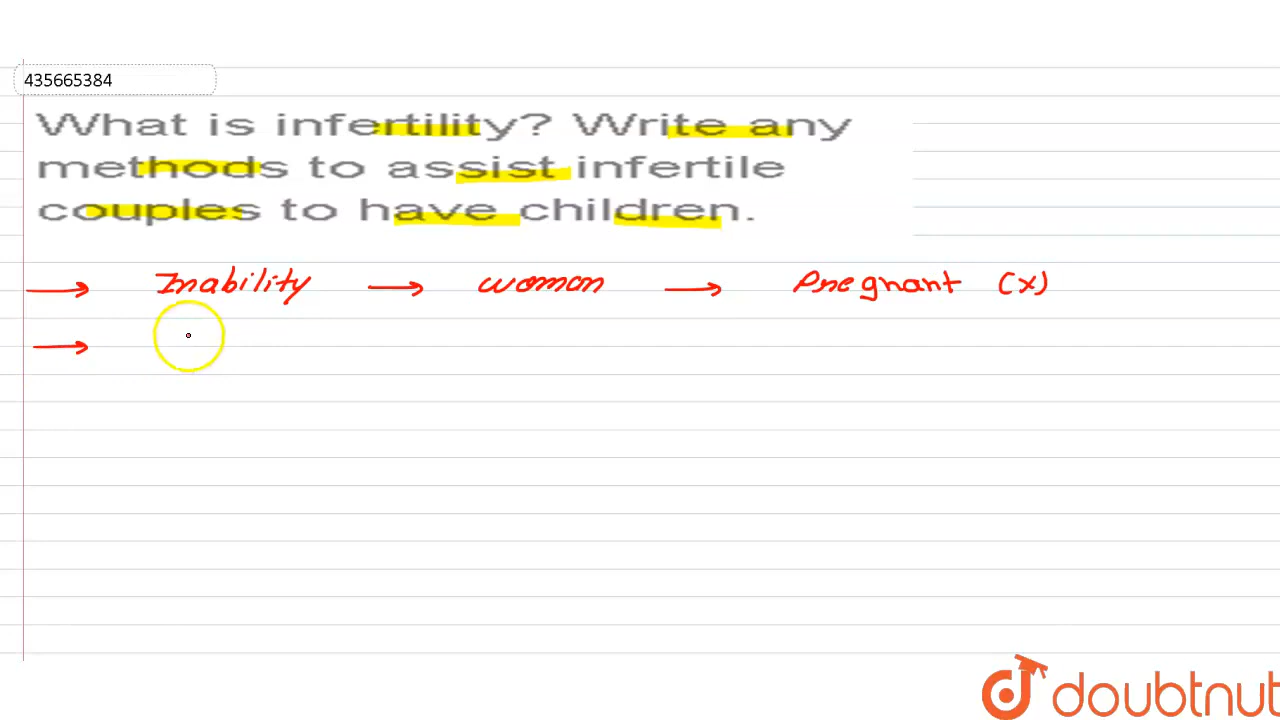 435665384
What is infertility? Write any
methods to assist infertile
couples to have children.
→ Inability → woman → Pregnant (x)
→
doubtnut